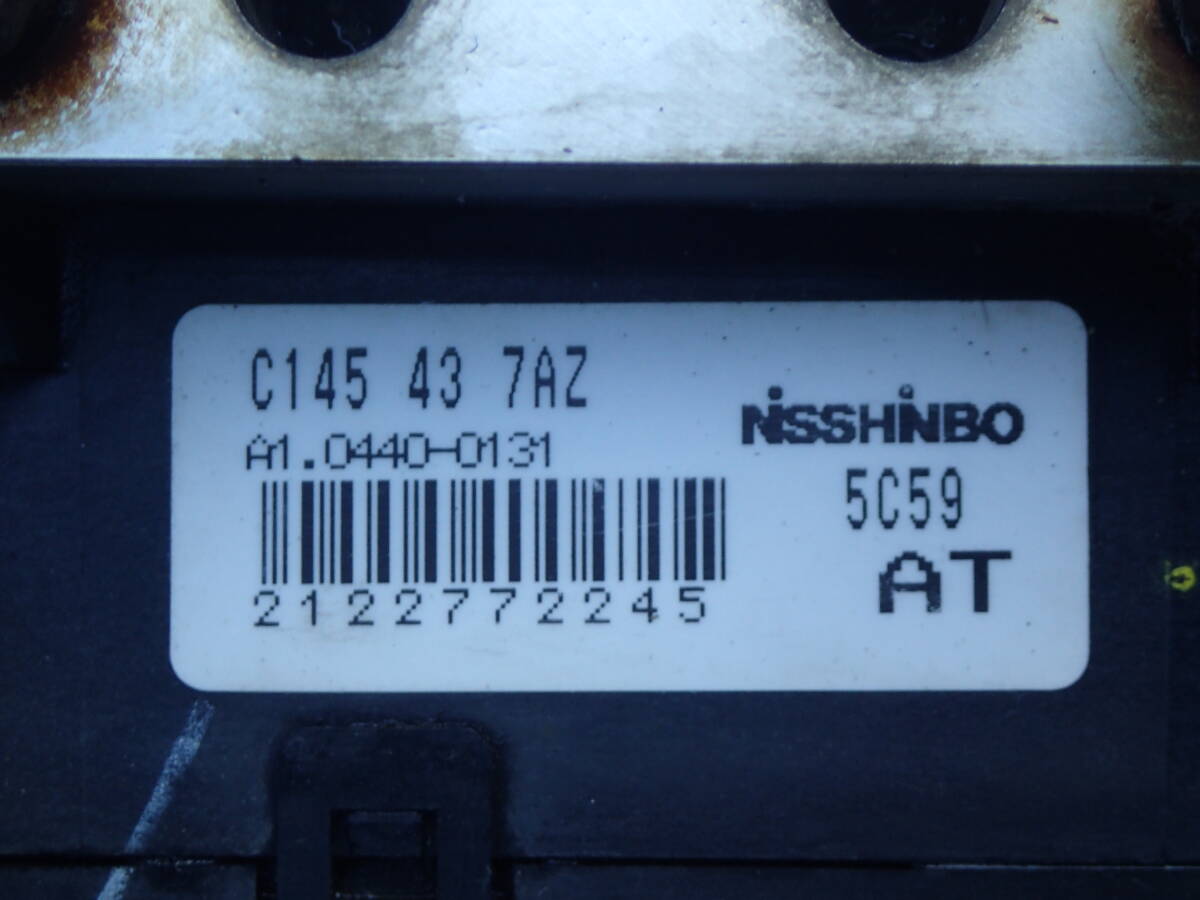 C145 43 7AZ
A1.0440-0131
2122772245
NISSHINBO
5C59
AT